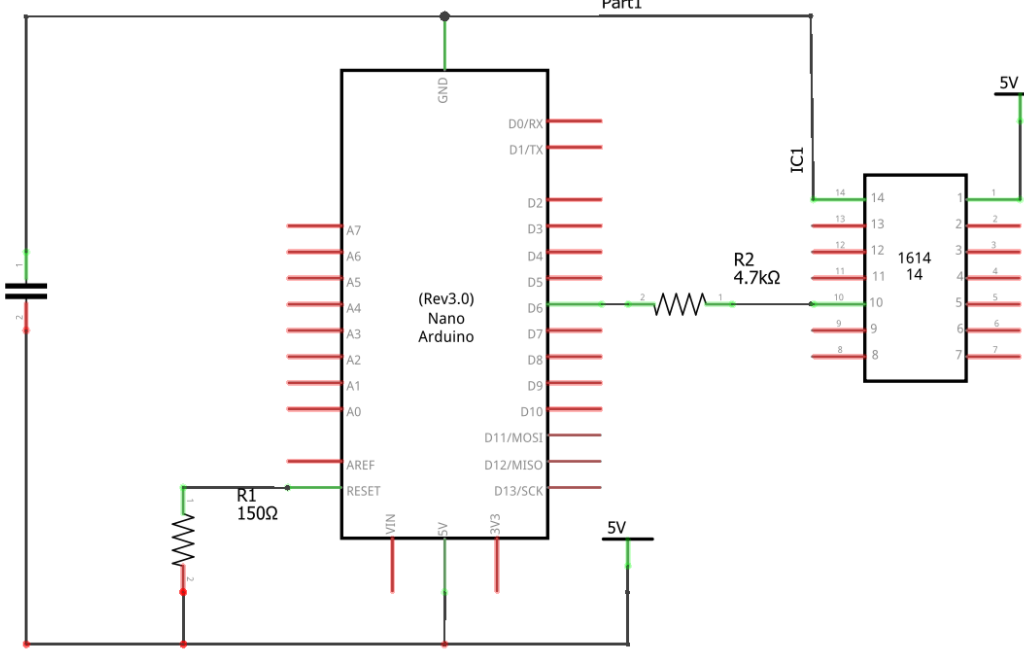 Part1
GND
5V
D0/RX
D1/TX
IC1
14
14
1
1
D2
13
13
2
2
A7
D3
12
12
3
3
A6
D4
R2
1614
14
1
A5
D5
4.7kΩ
11
11
4
4
A4
(Rev3.0)
Nano
Arduino
D6
2
1
10
10
5
5
2
A3
D7
9
9
6
6
A2
D8
8
8
7
7
A1
D9
A0
D10
D11/MOSI
AREF
D12/MISO
RESET
D13/SCK
1
R1
150Ω
VIN
5V
3V3
5V
2